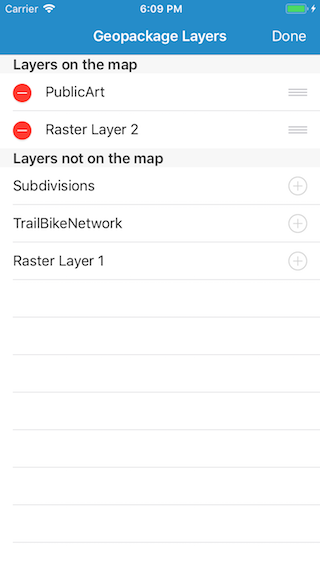 Carrier 6:09 PM
Geopackage Layers Done
Layers on the map
PublicArt
Raster Layer 2
Layers not on the map
Subdivisions
TrailBikeNetwork
Raster Layer 1